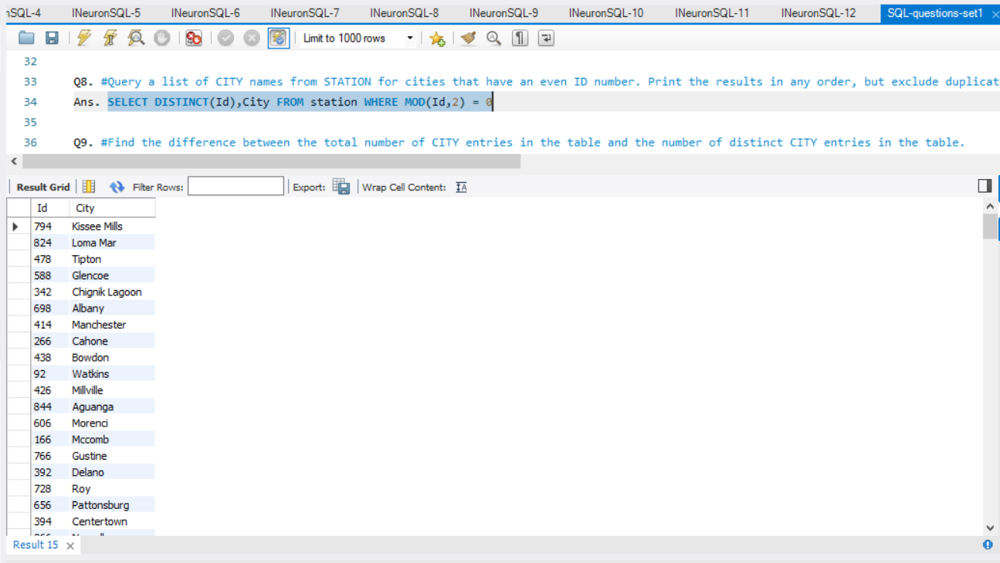 nSQL-4 INeuronSQL-5 INeuronSQL-6 INeuronSQL-7 INeuronSQL-8 INeuronSQL-9 INeuronSQL-10 INeuronSQL-11 INeuronSQL-12 SQL-questions-set1
Limit to 1000 rows
32
33 Q8. #Query a list of CITY names from STATION for cities that have an even ID number. Print the results in any order, but exclude duplicat
34 Ans. SELECT DISTINCT(Id),City FROM station WHERE MOD(Id,2) = 0
35
36 Q9. #Find the difference between the total number of CITY entries in the table and the number of distinct CITY entries in the table.
Result Grid Filter Rows: Export: Wrap Cell Content:
Id City
794 Kissee Mills
824 Loma Mar
478 Tipton
588 Glencoe
342 Chignik Lagoon
698 Albany
414 Manchester
266 Cahone
438 Bowdon
92 Watkins
426 Millville
844 Aguanga
606 Morenci
166 Mccomb
766 Gustine
392 Delano
728 Roy
656 Pattonsburg
394 Centertown
Result 15